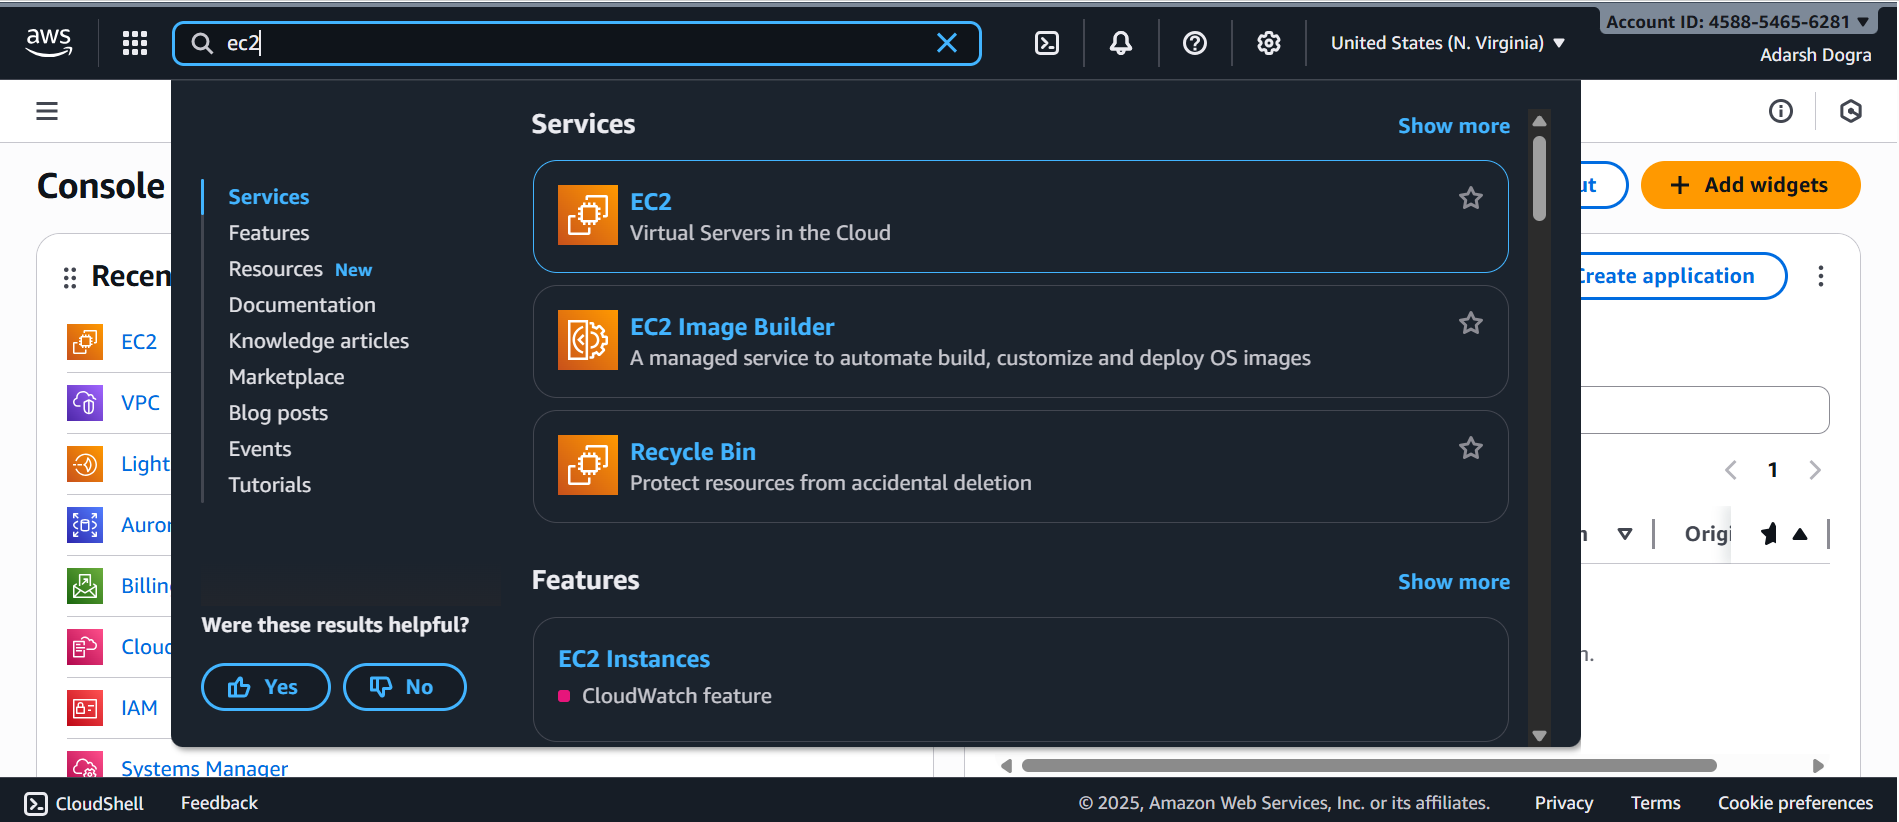 aws
ec2
United States (N. Virginia)
Account ID: 4588-5465-6281
Adarsh Dogra
Console
Add widgets
Recen
EC2
VPC
Light
Auror
Billin
Cloud
IAM
Systems Manager
Services
Features
Resources New
Documentation
Knowledge articles
Marketplace
Blog posts
Events
Tutorials
Were these results helpful?
Yes
No
Services
Show more
EC2
Virtual Servers in the Cloud
EC2 Image Builder
A managed service to automate build, customize and deploy OS images
Recycle Bin
Protect resources from accidental deletion
Features
Show more
EC2 Instances
CloudWatch feature
Create application
1
Origi
CloudShell
Feedback
© 2025, Amazon Web Services, Inc. or its affiliates.
Privacy
Terms
Cookie preferences